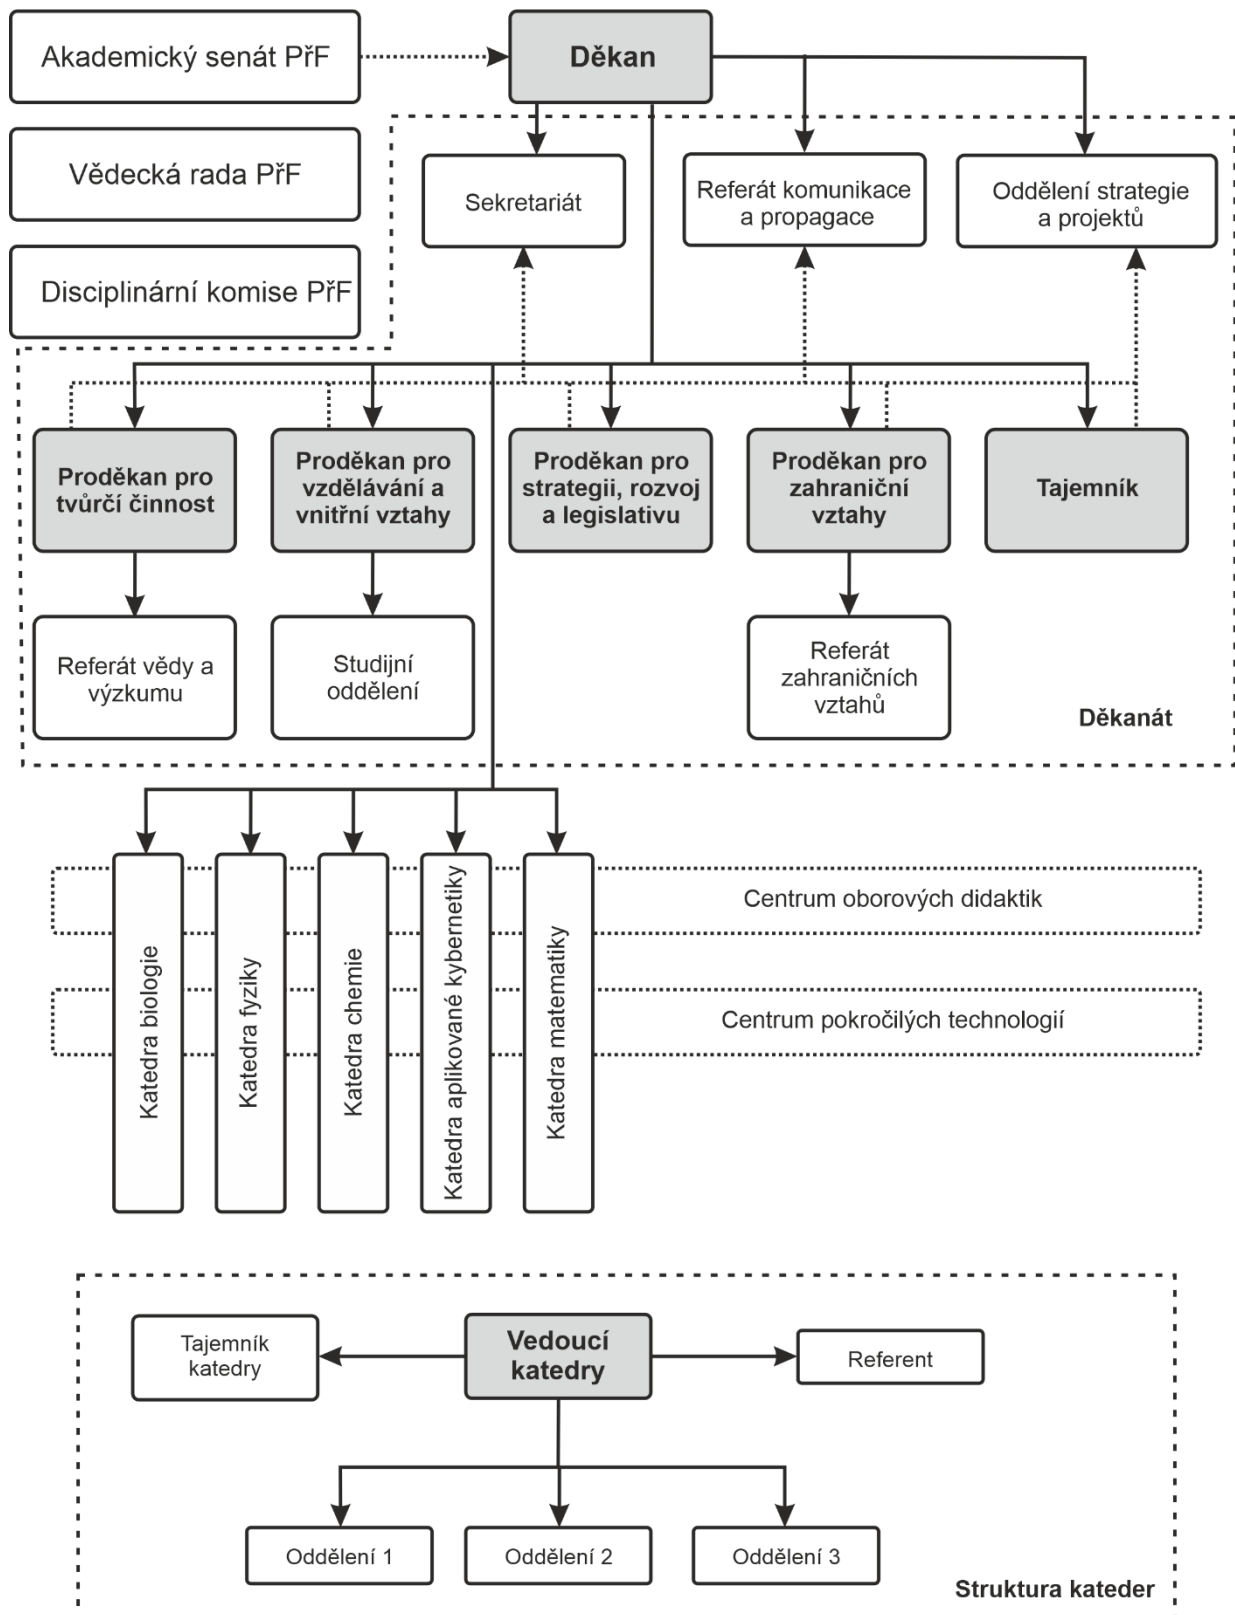 Akademický senát PřF
Děkan
Vědecká rada PřF
Disciplinární komise PřF
Sekretariát
Referát komunikace
a propagace
Oddělení strategie
a projektů
Proděkan pro
tvůrčí činnost
Proděkan pro
vzdělávání a
vnitřní vztahy
Proděkan pro
strategii, rozvoj
a legislativu
Proděkan pro
zahraniční
vztahy
Tajemník
Referát vědy a
výzkumu
Studijní
oddělení
Referát
zahraničních
vztahů
Děkanát
Katedra biologie
Katedra fyziky
Katedra chemie
Katedra aplikované kybernetiky
Katedra matematiky
Centrum oborových didaktik
Centrum pokročilých technologií
Tajemník
katedry
Vedoucí
katedry
Referent
Oddělení 1
Oddělení 2
Oddělení 3
Struktura kateder